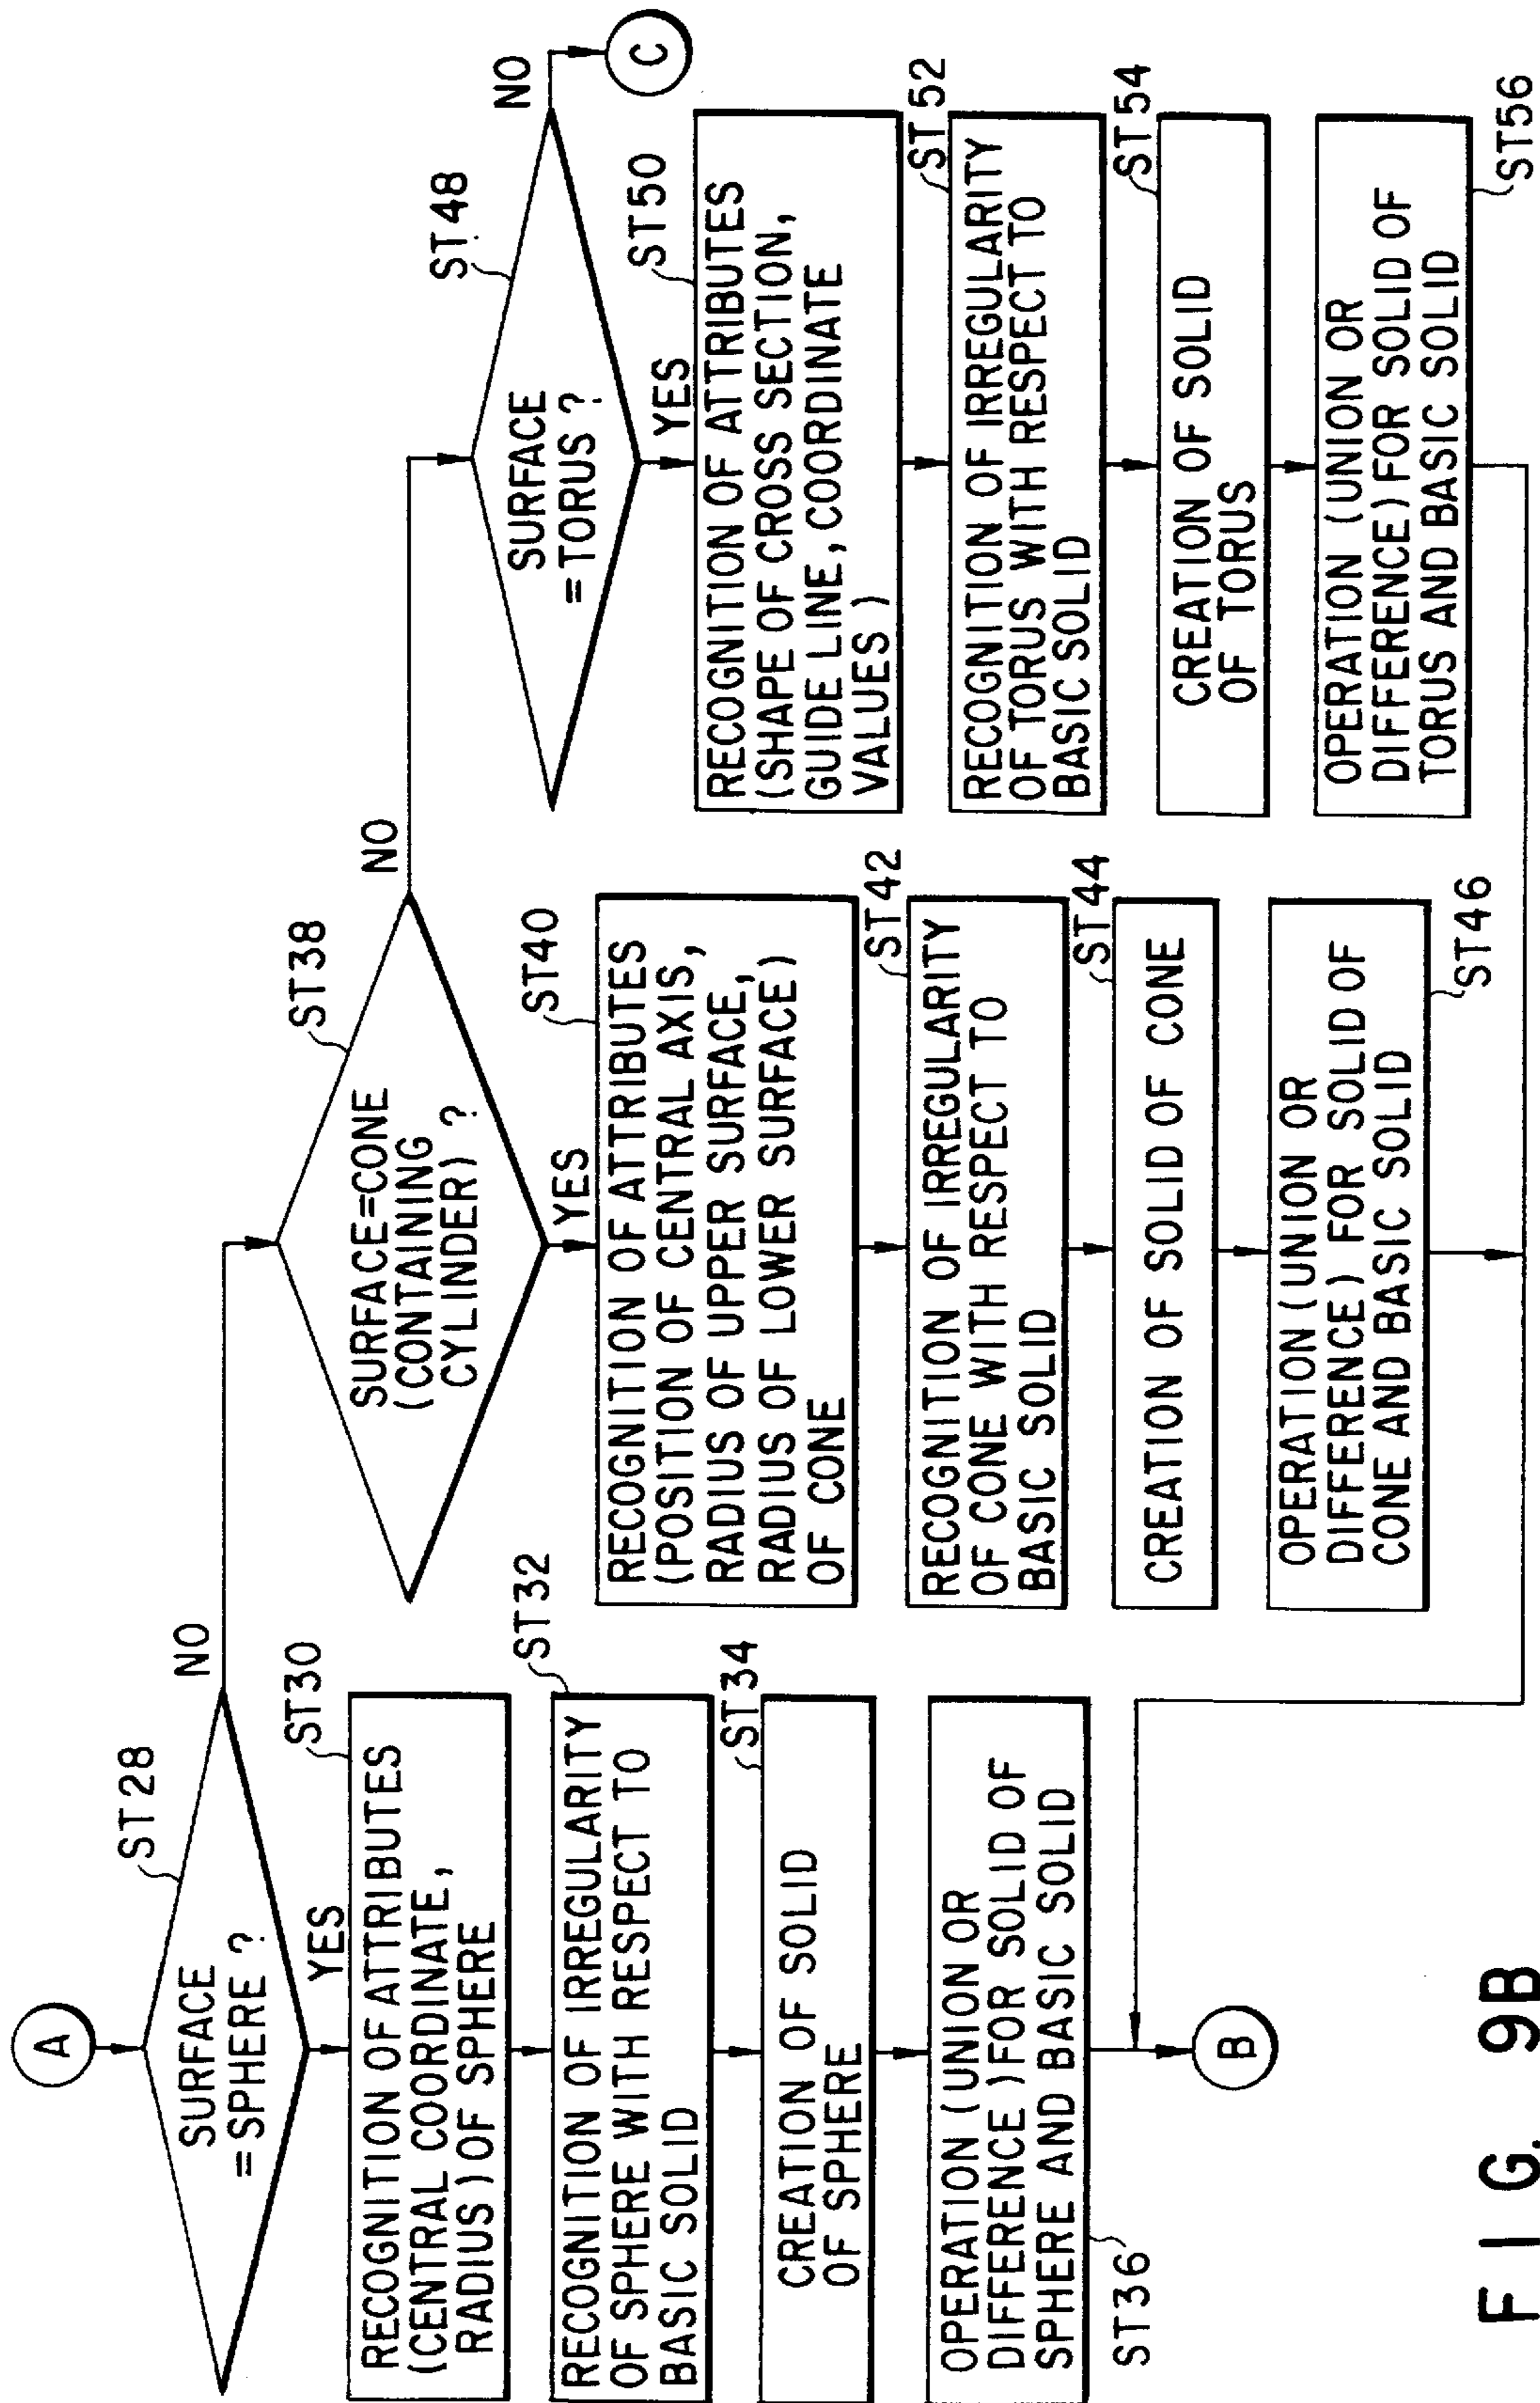 A
ST28
SURFACE
=SPHERE ?
NO
YES
ST30
RECOGNITION OF ATTRIBUTES
(CENTRAL COORDINATE,
RADIUS) OF SPHERE
ST32
RECOGNITION OF IRREGULARITY
OF SPHERE WITH RESPECT TO
BASIC SOLID
ST34
CREATION OF SOLID
OF SPHERE
OPERATION (UNION OR
DIFFERENCE) FOR SOLID OF
SPHERE AND BASIC SOLID
ST36
B
ST38
SURFACE=CONE
(CONTAINING
CYLINDER) ?
NO
YES
ST40
RECOGNITION OF ATTRIBUTES
(POSITION OF CENTRAL AXIS,
RADIUS OF UPPER SURFACE,
RADIUS OF LOWER SURFACE)
OF CONE
ST42
RECOGNITION OF IRREGULARITY
OF CONE WITH RESPECT TO
BASIC SOLID
ST44
CREATION OF SOLID OF CONE
OPERATION (UNION OR
DIFFERENCE) FOR SOLID OF
CONE AND BASIC SOLID
ST46
ST48
SURFACE
=TORUS ?
NO
C
YES
ST50
RECOGNITION OF ATTRIBUTES
(SHAPE OF CROSS SECTION,
GUIDE LINE, COORDINATE
VALUES)
ST52
RECOGNITION OF IRREGULARITY
OF TORUS WITH RESPECT TO
BASIC SOLID
ST54
CREATION OF SOLID
OF TORUS
OPERATION (UNION OR
DIFFERENCE) FOR SOLID OF
TORUS AND BASIC SOLID
ST56
FIG. 9B